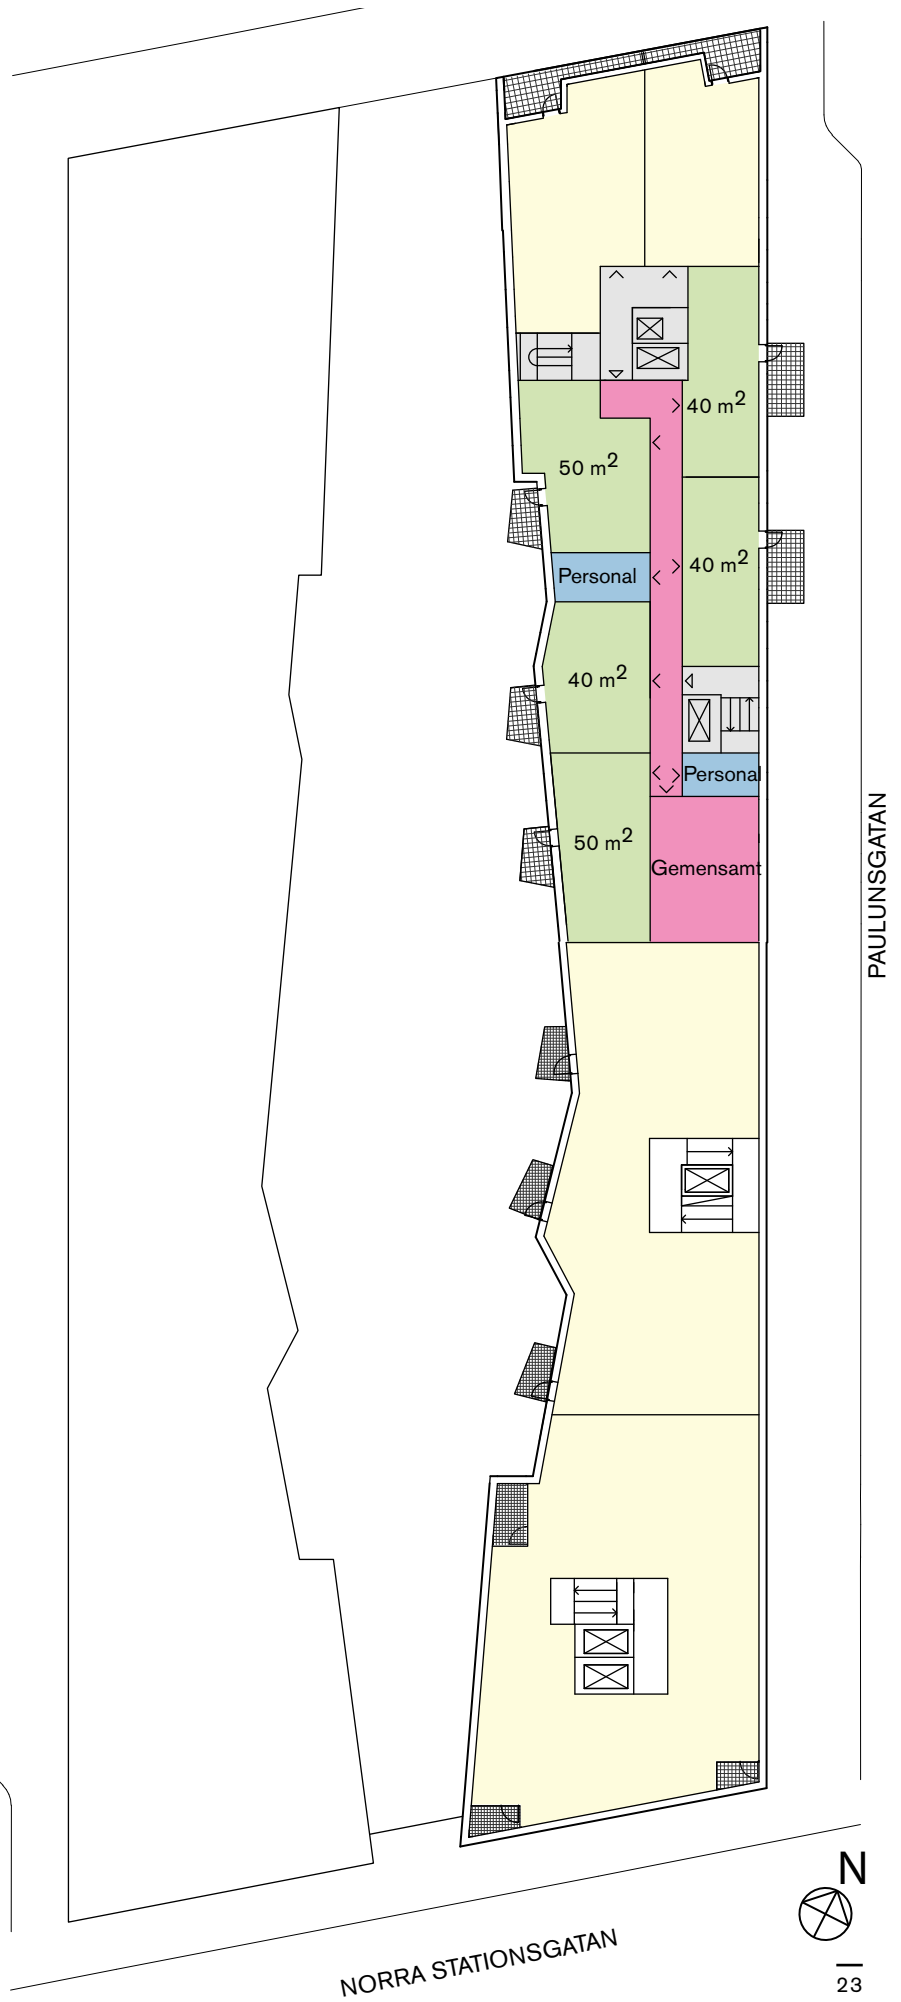 40 m²
50 m²
40 m²
Personal
40 m²
Personal
50 m²
Gemensamt
PAULUNSGATAN
N
NORRA STATIONSGATAN
23